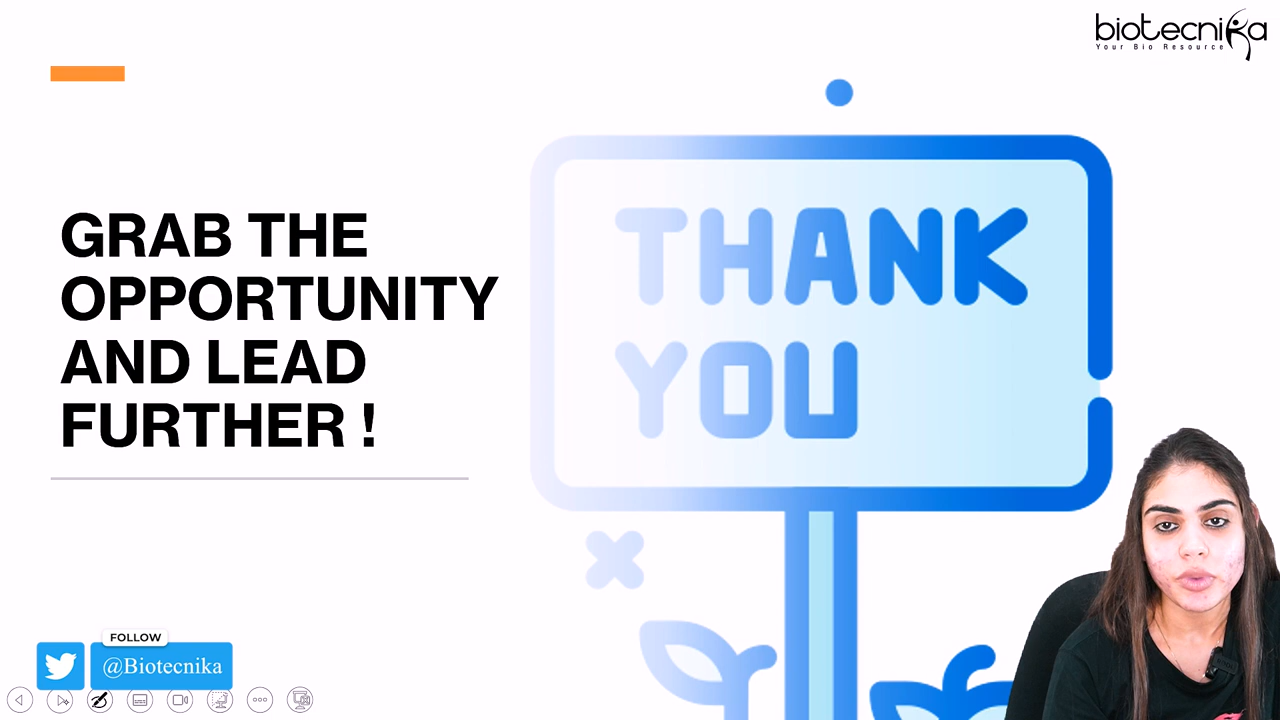 biotecnika
Your Bio Resource
GRAB THE
OPPORTUNITY
AND LEAD
FURTHER !
THANK
YOU
FOLLOW
@Biotecnika